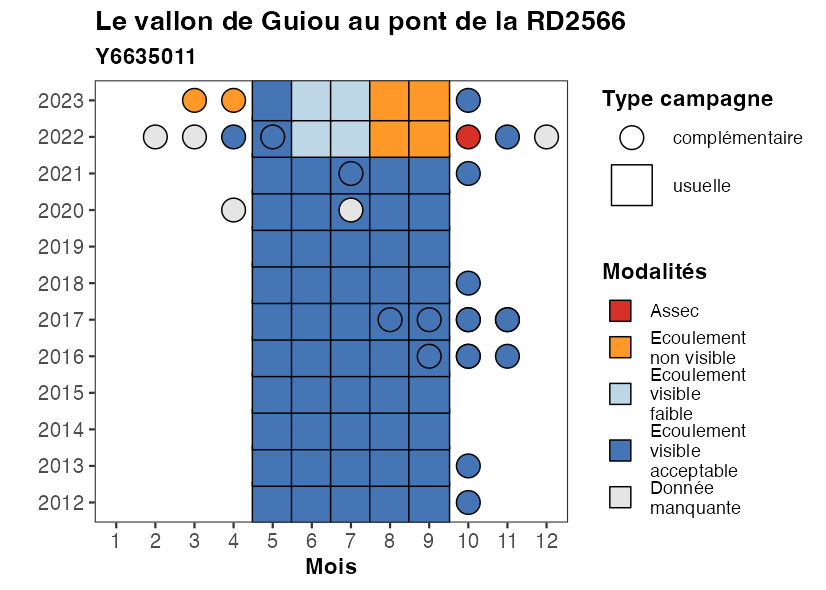 Le vallon de Guiou au pont de la RD2566
Y6635011
2023
2022
2021
2020
2019
2018
2017
2016
2015
2014
2013
2012
1 2 3 4 5 6 7 8 9 10 11 12
Mois
Type campagne
complémentaire
usuelle
Modalités
Assec
Ecoulement
non visible
Ecoulement
visible
faible
Ecoulement
visible
acceptable
Donnée
manquante